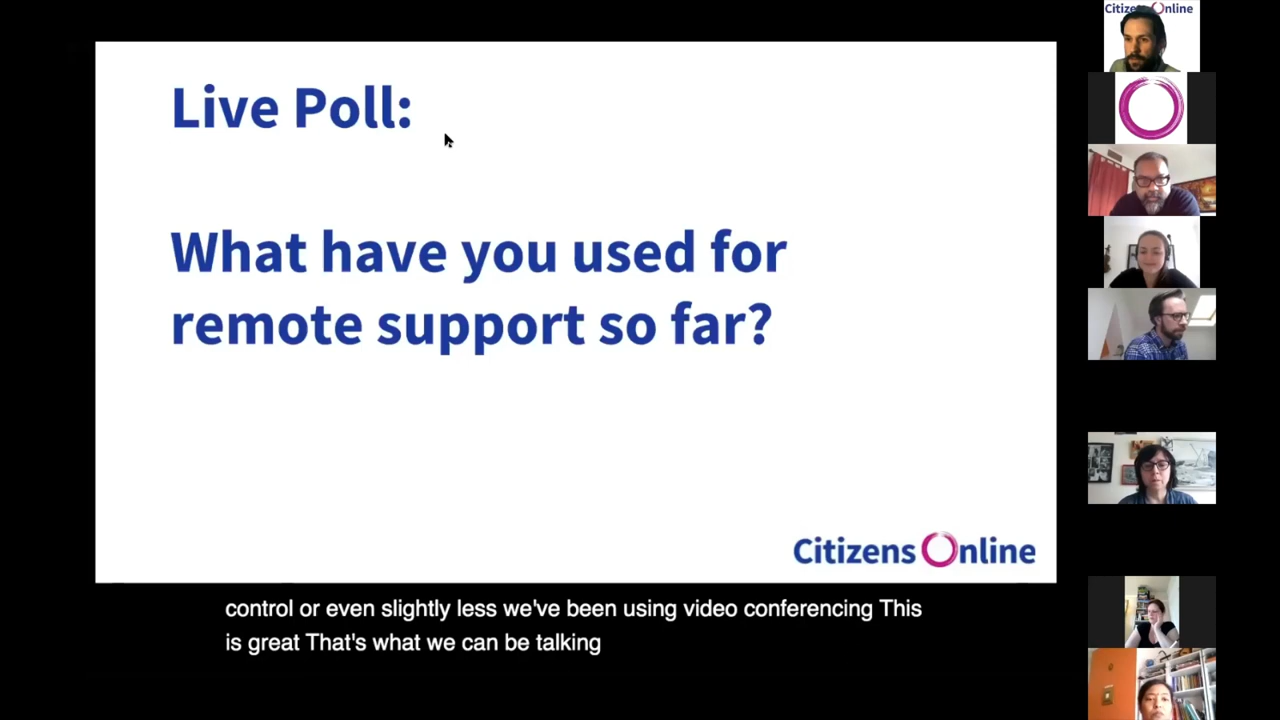 Citizens Online
Live Poll:
What have you used for
remote support so far?
Citizens Online
control or even slightly less we've been using video conferencing This
is great That's what we can be talking